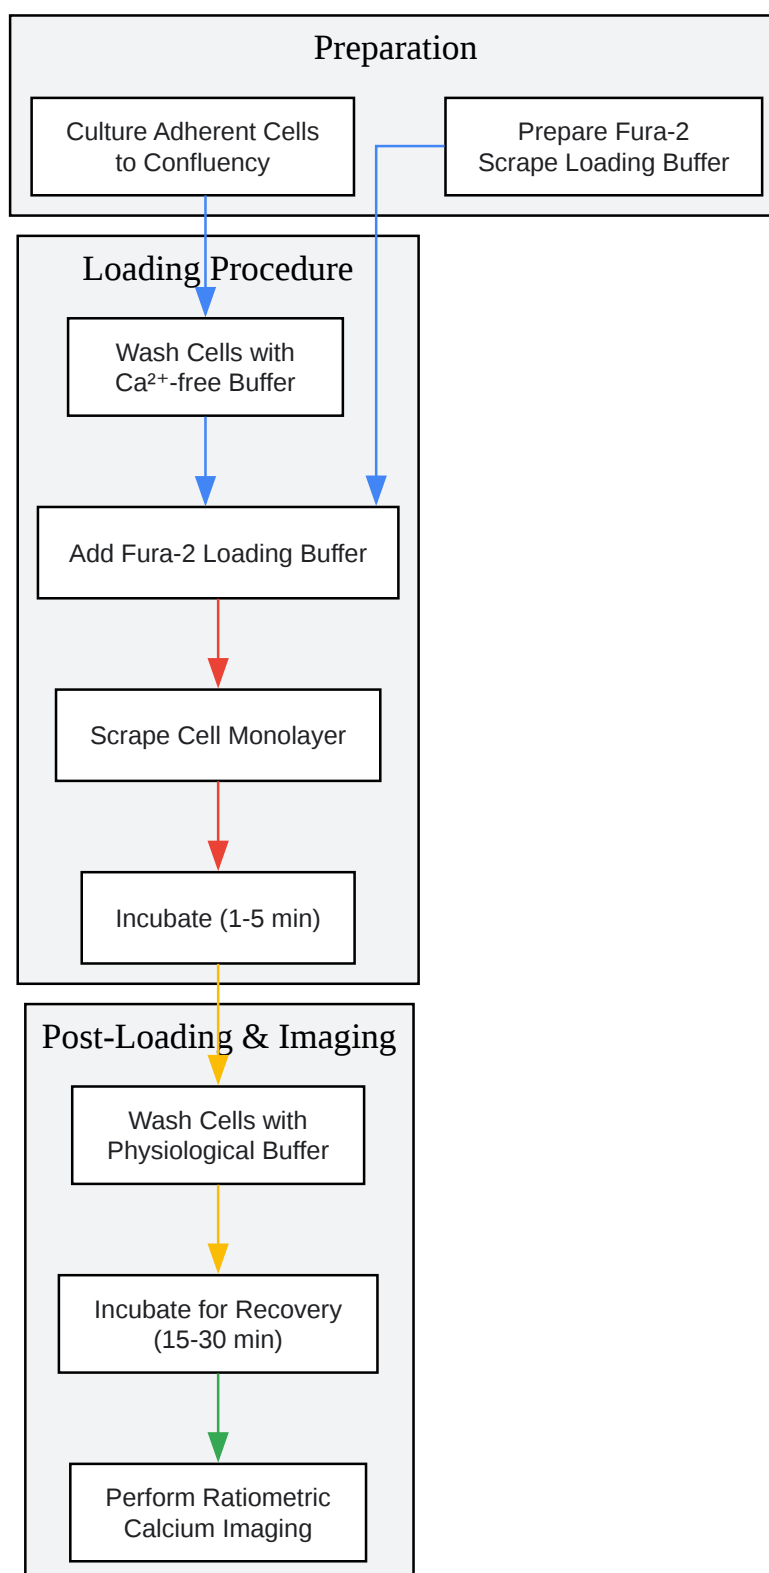 Preparation
Culture Adherent Cells
to Confluency
Prepare Fura-2
Scrape Loading Buffer
Loading Procedure
Wash Cells with
Ca²⁺-free Buffer
Add Fura-2 Loading Buffer
Scrape Cell Monolayer
Incubate (1-5 min)
Post-Loading & Imaging
Wash Cells with
Physiological Buffer
Incubate for Recovery
(15-30 min)
Perform Ratiometric
Calcium Imaging